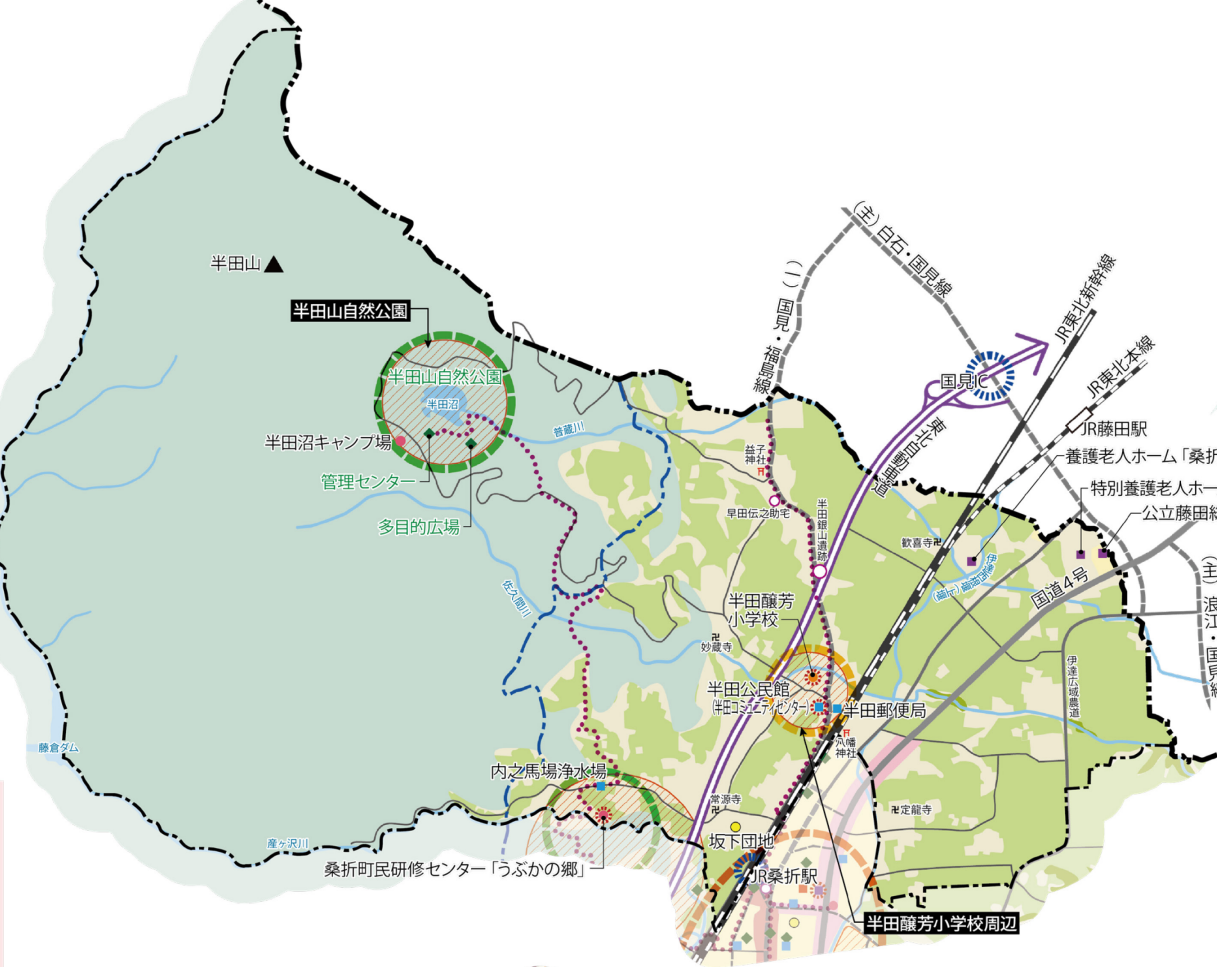 (主) 白石・国見線
(一) 国見・福島線
JR東北新幹線
半田山
半田山自然公園
JR東北本線
半田山自然公園
国見IC
半田沼
東北自動車道
JR藤田駅
半田沼キャンプ場
普蔵川
益子
神社
養護老人ホーム「桑折
管理センター
特別養護老人ホー
早田伝之助宅
半田銀山遺跡
公立藤田総
多目的広場
歓喜寺
国道4号
(主) 浪江・国見線
佐久間川
半田醸芳
小学校
妙蔵寺
伊達広域農道
半田公民館
(半田コミュニティセンター)
半田郵便局
八幡
神社
藤倉ダム
内之馬場浄水場
常源寺
定龍寺
坂下団地
産ヶ沢川
桑折町民研修センター「うぶかの郷」
JR桑折駅
半田醸芳小学校周辺